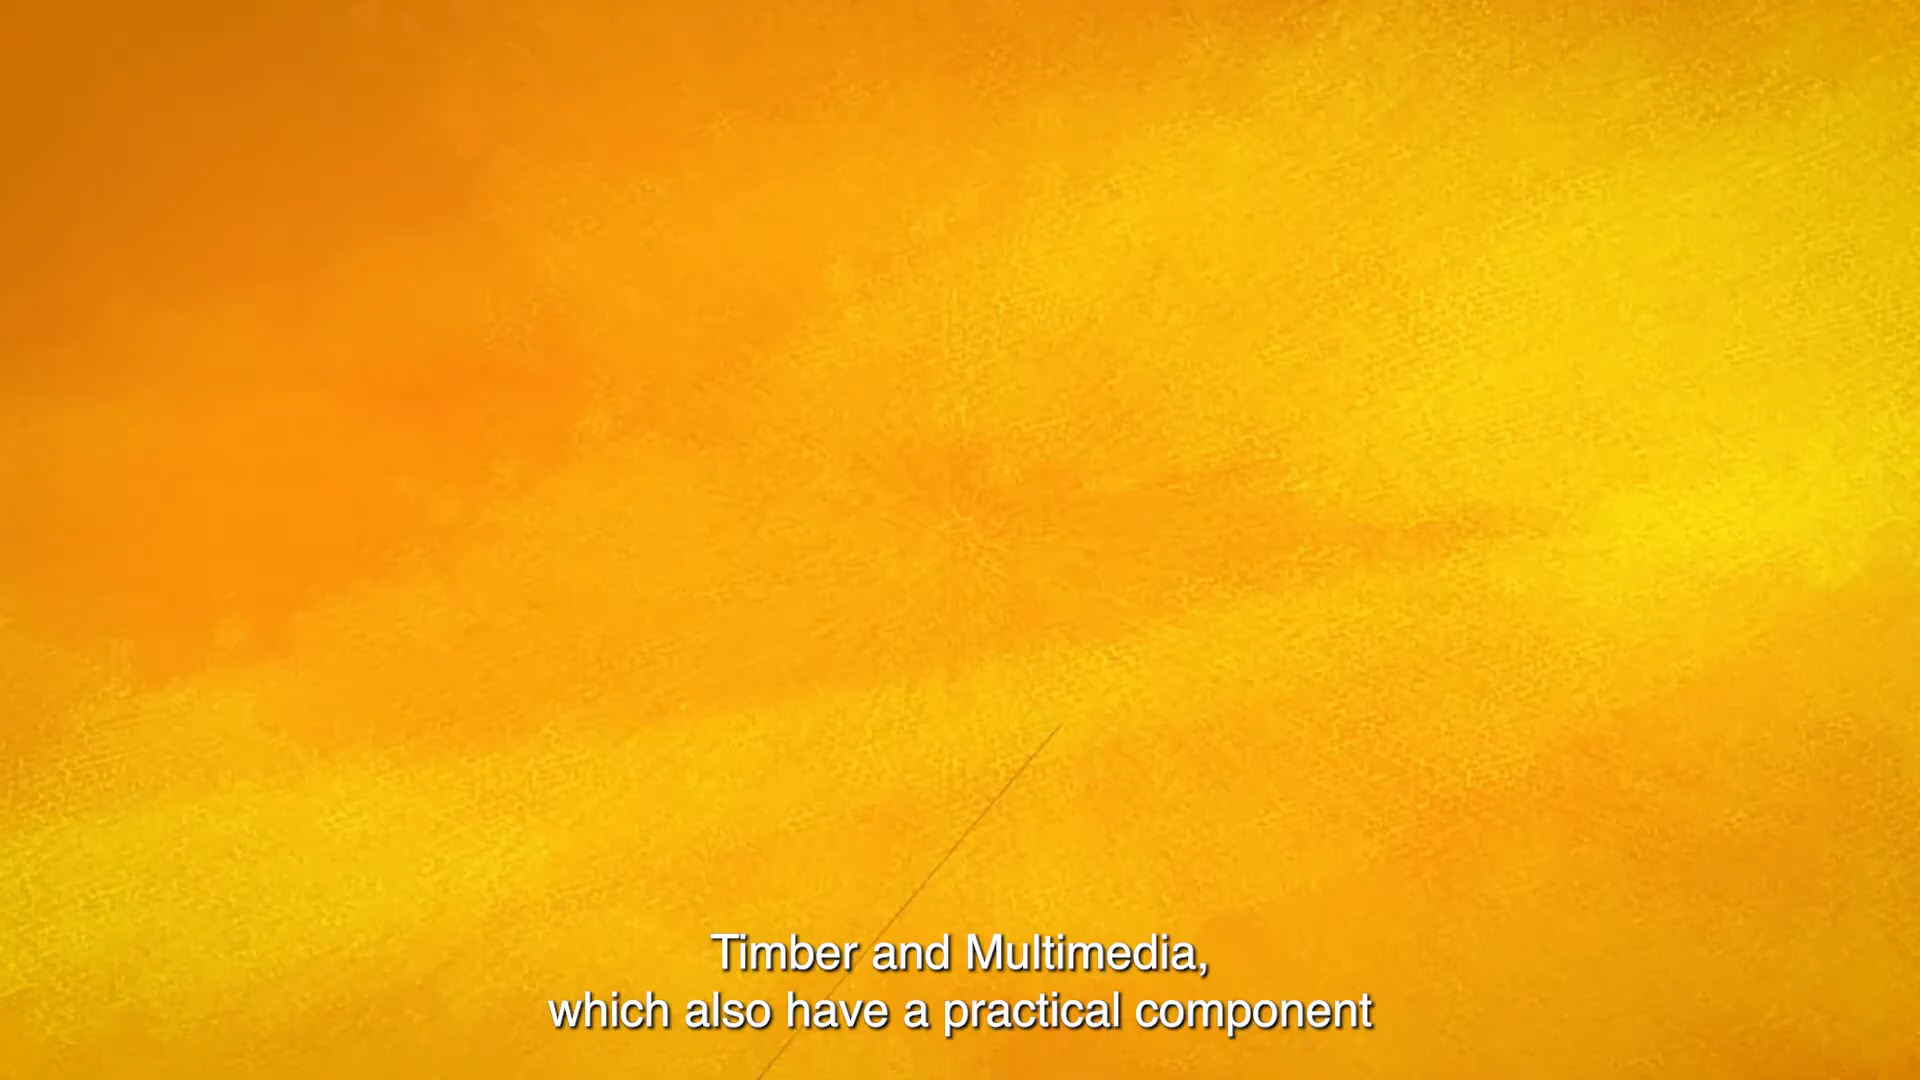 Timber and Multimedia,
which also have a practical component